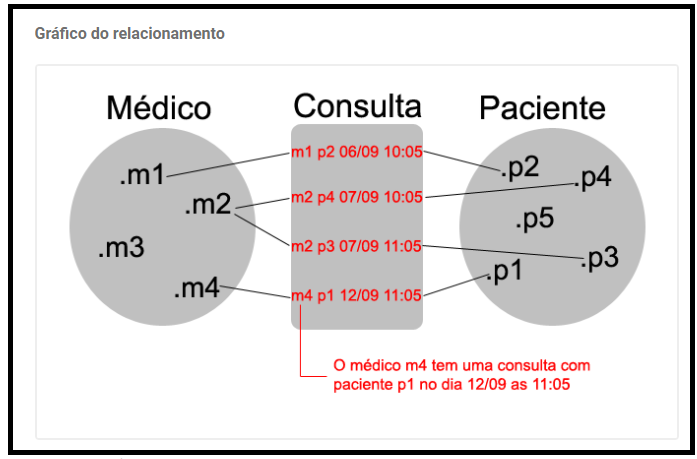 Gráfico do relacionamento
Médico
Consulta
Paciente
.m1
.m2
.m3
.m4
m1 p2 06/09 10:05
m2 p4 07/09 10:05
m2 p3 07/09 11:05
m4 p1 12/09 11:05
.p2
.p4
.p5
.p3
.p1
O médico m4 tem uma consulta com
paciente p1 no dia 12/09 as 11:05